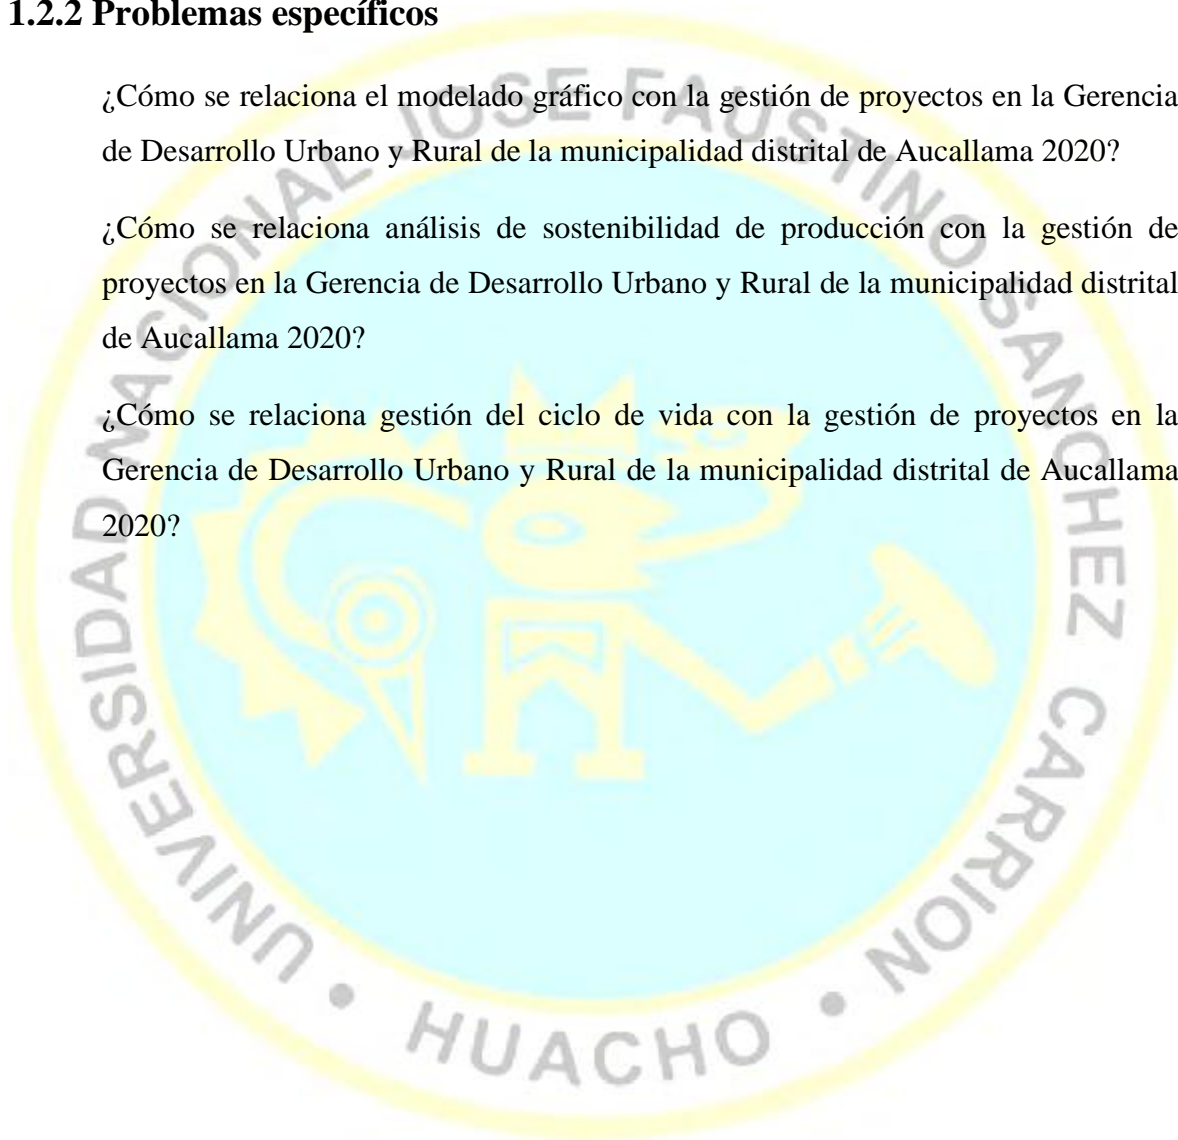 1.2.2 Problemas específicos
¿Cómo se relaciona el modelado gráfico con la gestión de proyectos en la Gerencia
de Desarrollo Urbano y Rural de la municipalidad distrital de Aucallama 2020?
¿Cómo se relaciona análisis de sostenibilidad de producción con la gestión de
proyectos en la Gerencia de Desarrollo Urbano y Rural de la municipalidad distrital
de Aucallama 2020?
¿Cómo se relaciona gestión del ciclo de vida con la gestión de proyectos en la
Gerencia de Desarrollo Urbano y Rural de la municipalidad distrital de Aucallama
2020?
UNIVERSIDAD NACIONAL JOSE FAUSTINO SANCHEZ CARRION • HUACHO •